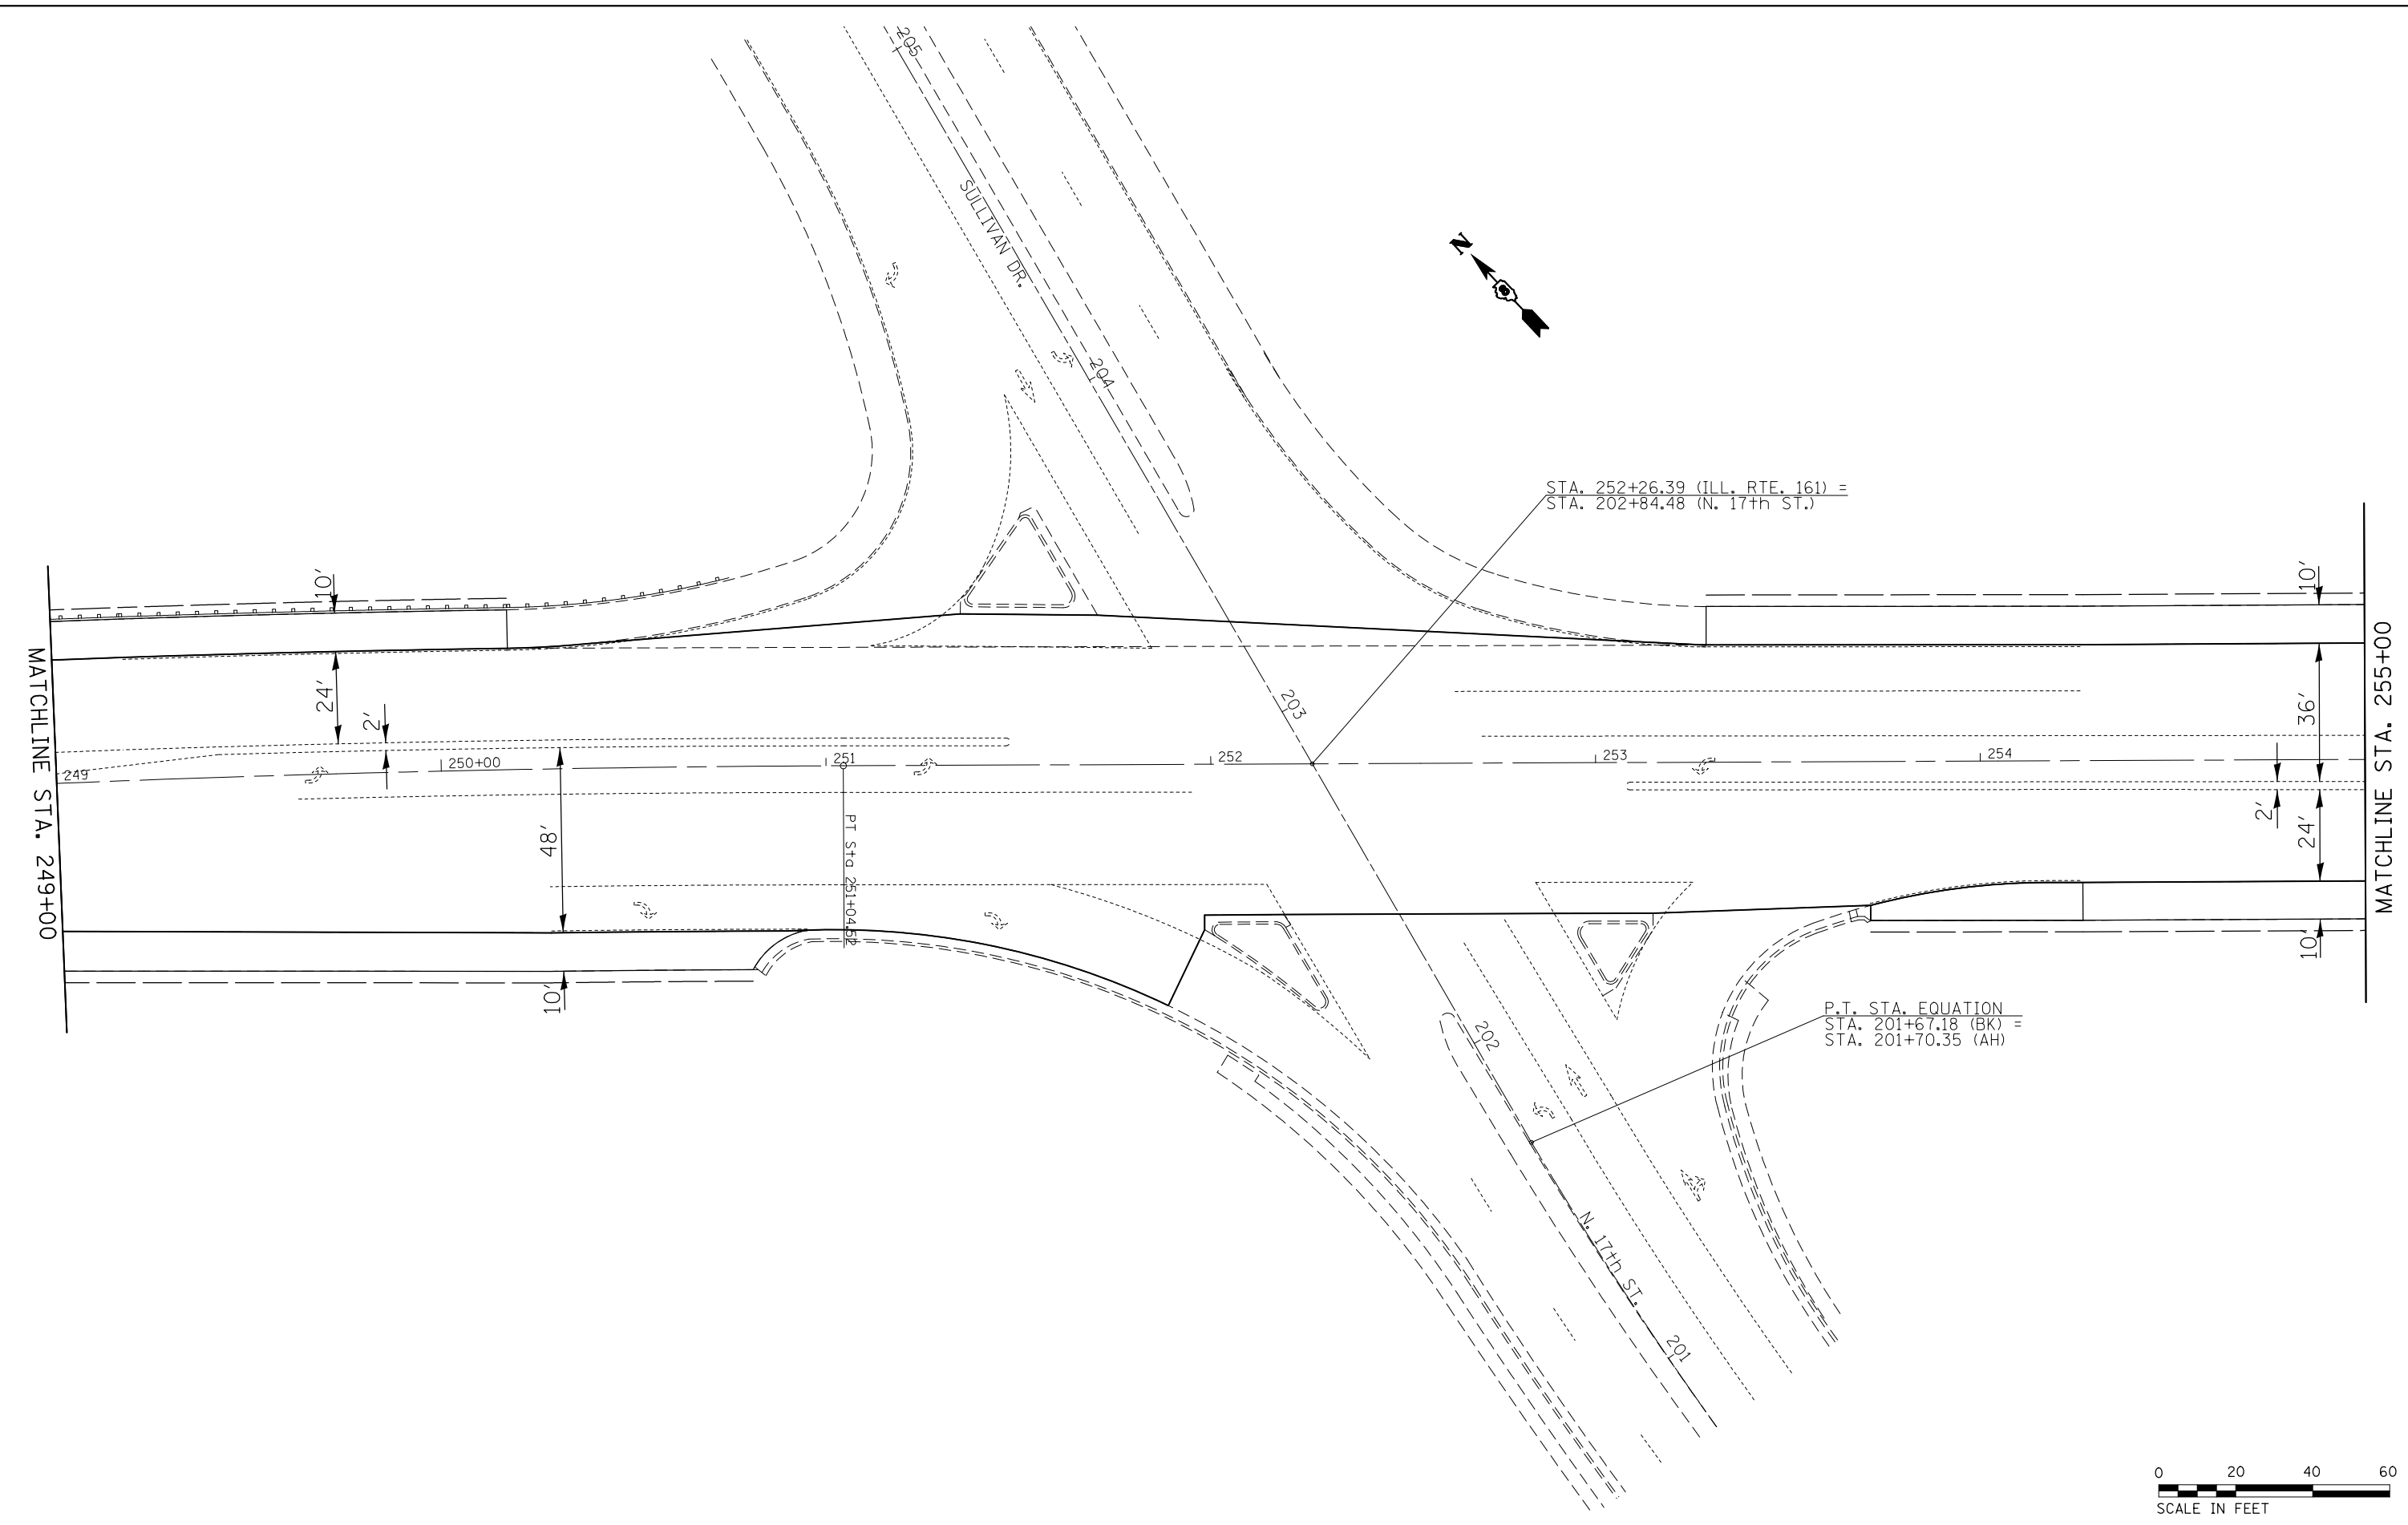 205
SULLIVAN DR.
N
8
204
STA. 252+26.39 (ILL. RTE. 161) =
STA. 202+84.48 (N. 17th ST.)
10'
10'
MATCHLINE STA. 249+00
24'
2'
203
36'
MATCHLINE STA. 255+00
249
250+00
251
252
253
254
48'
PT Sta 251+04.52
2'
24'
10'
10'
202
P.T. STA. EQUATION
STA. 201+67.18 (BK) =
STA. 201+70.35 (AH)
N. 17th ST.
201
0 20 40 60
SCALE IN FEET